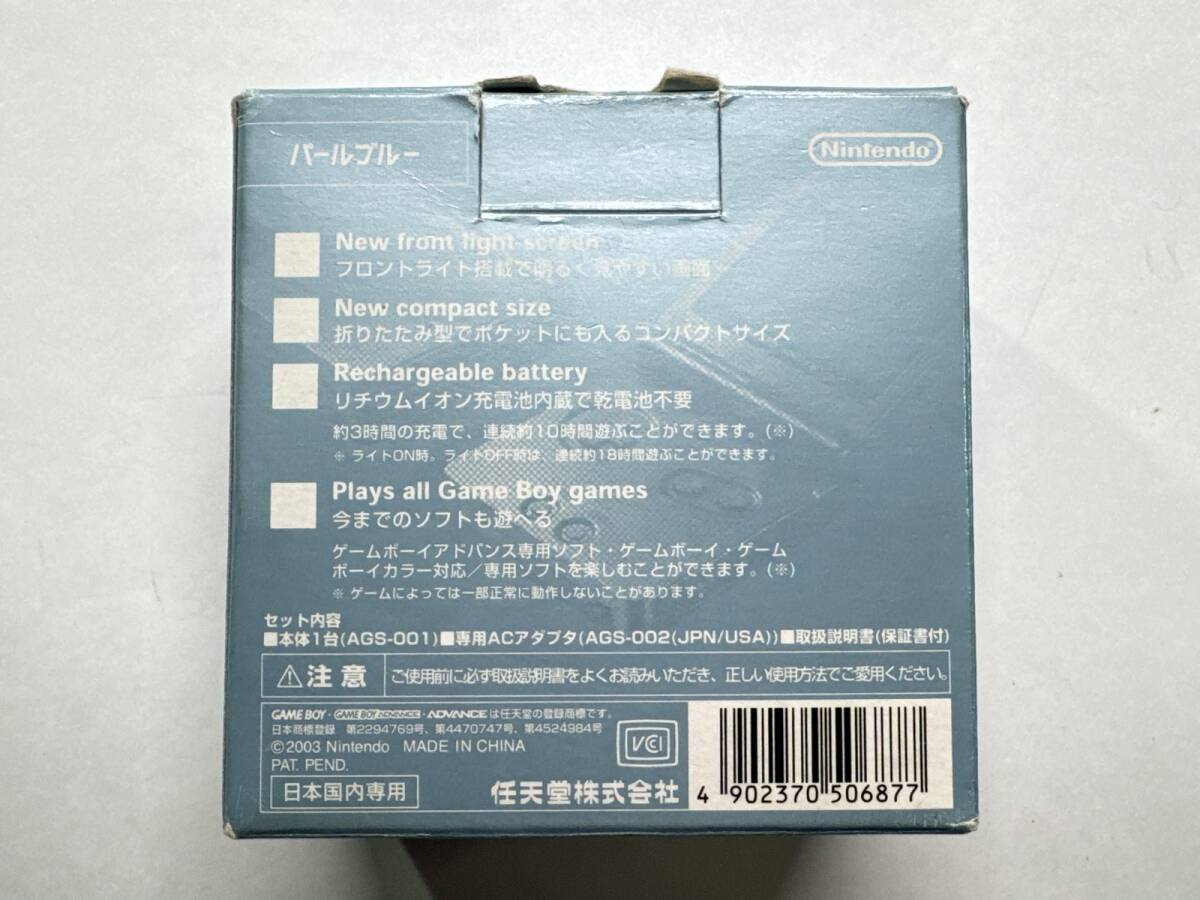 パールブルー
Nintendo®
New front light screen
フロントライト搭載で明るく見やすい画面
New compact size
折りたたみ型でポケットにも入るコンパクトサイズ
Rechargeable battery
リチウムイオン充電池内蔵で乾電池不要
約3時間の充電で、連続約10時間遊ぶことができます。(※)
※ ライトON時。ライトOFF時は、連続約18時間遊ぶことができます。
Plays all Game Boy games
今までのソフトも遊べる
ゲームボーイアドバンス専用ソフト・ゲームボーイ・ゲーム
ボーイカラー対応/専用ソフトを楽しむことができます。(※)
※ ゲームによっては一部正常に動作しないことがあります。
セット内容
■本体1台(AGS-001)■専用ACアダプタ(AGS-002(JPN/USA))■取扱説明書(保証書付)
⚠注意 ご使用前に必ず取扱説明書をよくお読みいただき、正しい使用方法でご愛用ください。
GAME BOY・GAME BOY ADVANCE・ADVANCEは任天堂の登録商標です。
日本商標登録 第2294769号、第4470747号、第4524984号
©2003 Nintendo MADE IN CHINA
PAT. PEND.
VCI
日本国内専用
任天堂株式会社
4 902370 506877